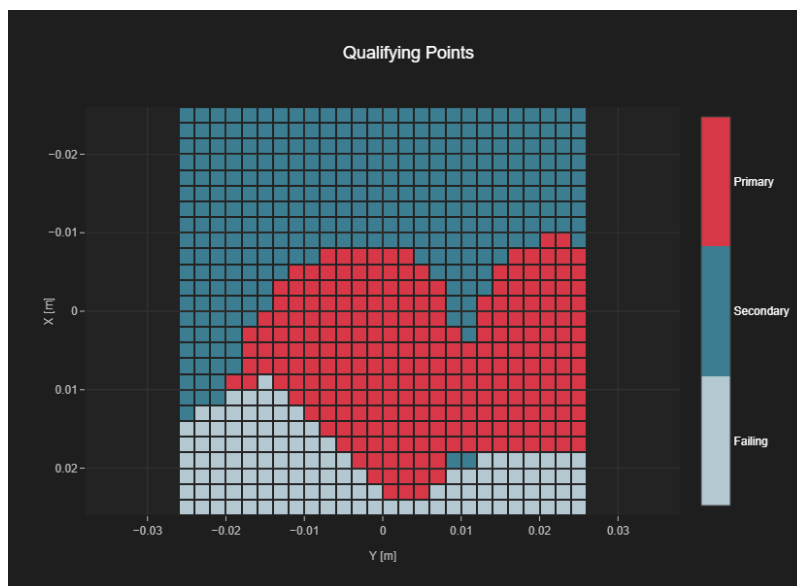 Qualifying Points
−0.02
−0.01
0
0.01
0.02
X [m]
−0.03
−0.02
−0.01
0
0.01
0.02
0.03
Y [m]
Primary
Secondary
Failing